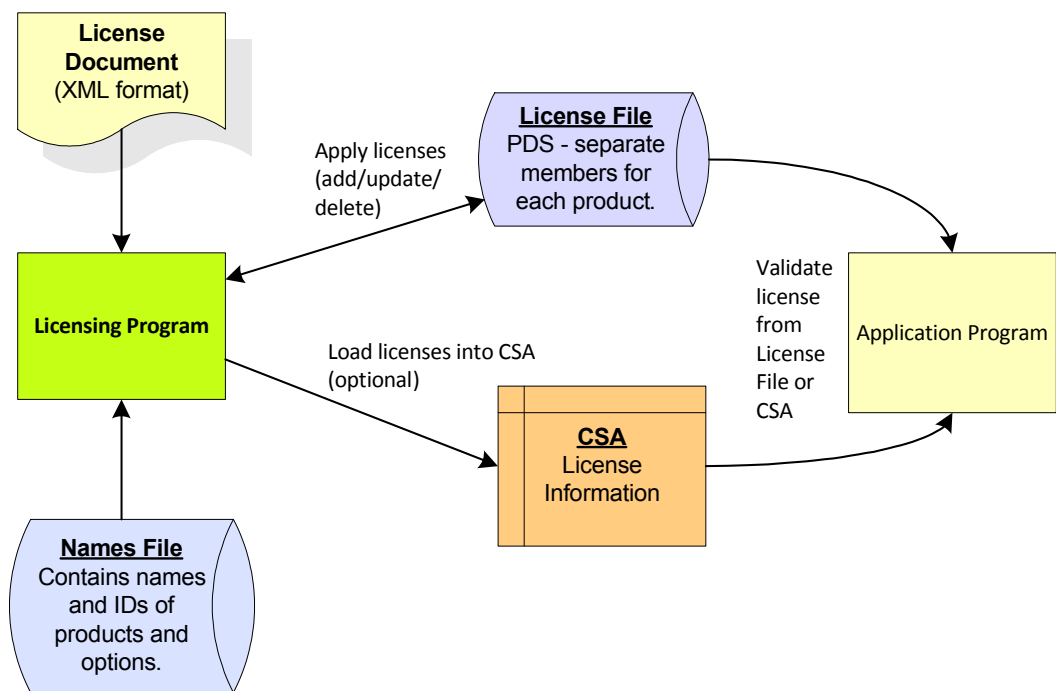 License
Document
(XML format)
Apply licenses
(add/update/
delete)
License File
PDS - separate
members for
each product.
Licensing Program
Validate
license
from
License
File or
CSA
Application Program
Load licenses into CSA
(optional)
CSA
License
Information
Names File
Contains names
and IDs of
products and
options.